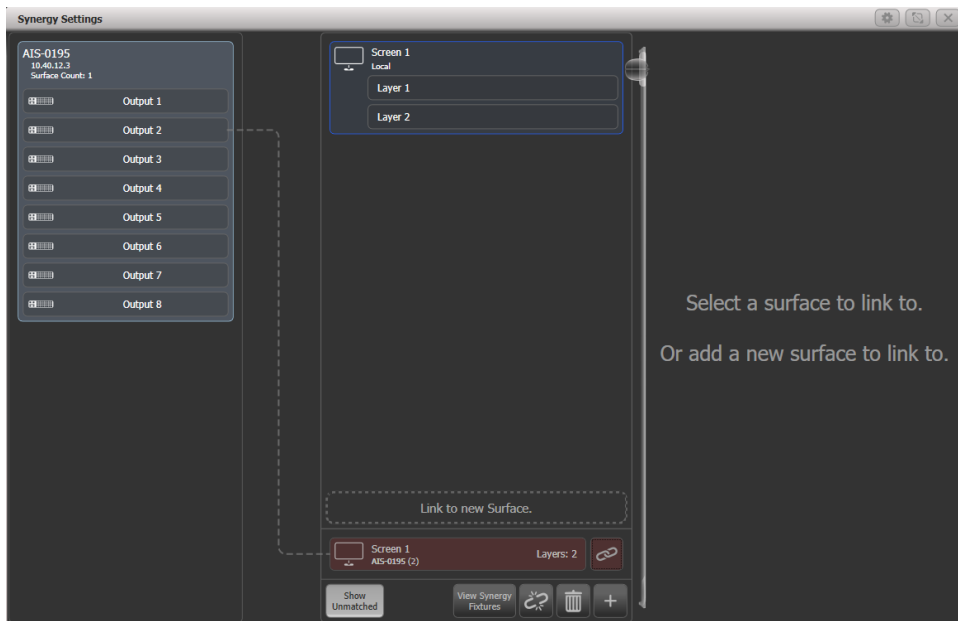 Synergy Settings
AIS-0195
10.40.12.3
Surface Count: 1
Output 1
Output 2
Output 3
Output 4
Output 5
Output 6
Output 7
Output 8
Screen 1
Local
Layer 1
Layer 2
Link to new Surface.
Screen 1
AIS-0195 (2)
Layers: 2
Show
Unmatched
View Synergy
Fixtures
Select a surface to link to.
Or add a new surface to link to.